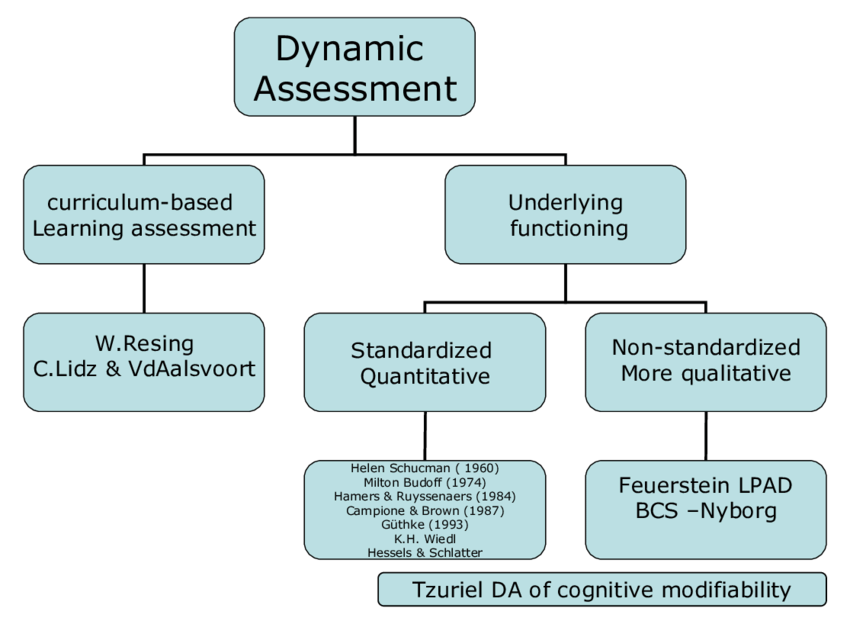 Dynamic
Assessment
curriculum-based
Learning assessment
Underlying
functioning
W.Resing
C.Lidz & VdAalsvoort
Standardized
Quantitative
Non-standardized
More qualitative
Helen Schucman ( 1960)
Milton Budoff (1974)
Hamers & Ruyssenaers (1984)
Campione & Brown (1987)
Güthke (1993)
K.H. Wiedl
Hessels & Schlatter
Feuerstein LPAD
BCS –Nyborg
Tzuriel DA of cognitive modifiability